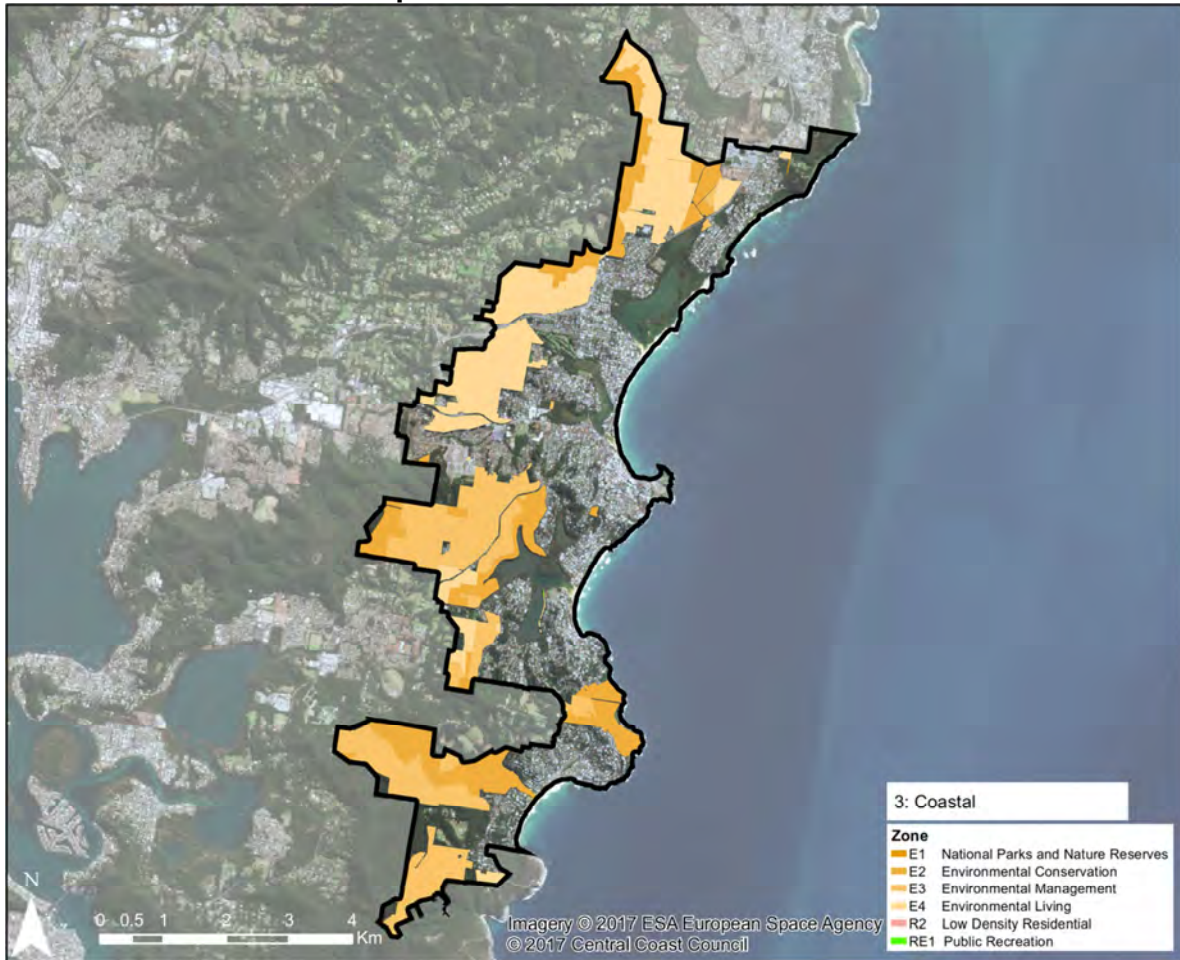 3: Coastal
Zone
E1 National Parks and Nature Reserves
E2 Environmental Conservation
E3 Environmental Management
E4 Environmental Living
R2 Low Density Residential
RE1 Public Recreation
N
0 0.5 1 2 3 4
Km
Imagery © 2017 ESA European Space Agency
© 2017 Central Coast Council